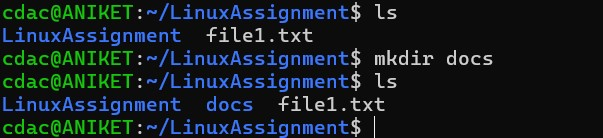 cdac@ANIKET:~/LinuxAssignment$ ls
LinuxAssignment  file1.txt
cdac@ANIKET:~/LinuxAssignment$ mkdir docs
cdac@ANIKET:~/LinuxAssignment$ ls
LinuxAssignment  docs  file1.txt
cdac@ANIKET:~/LinuxAssignment$